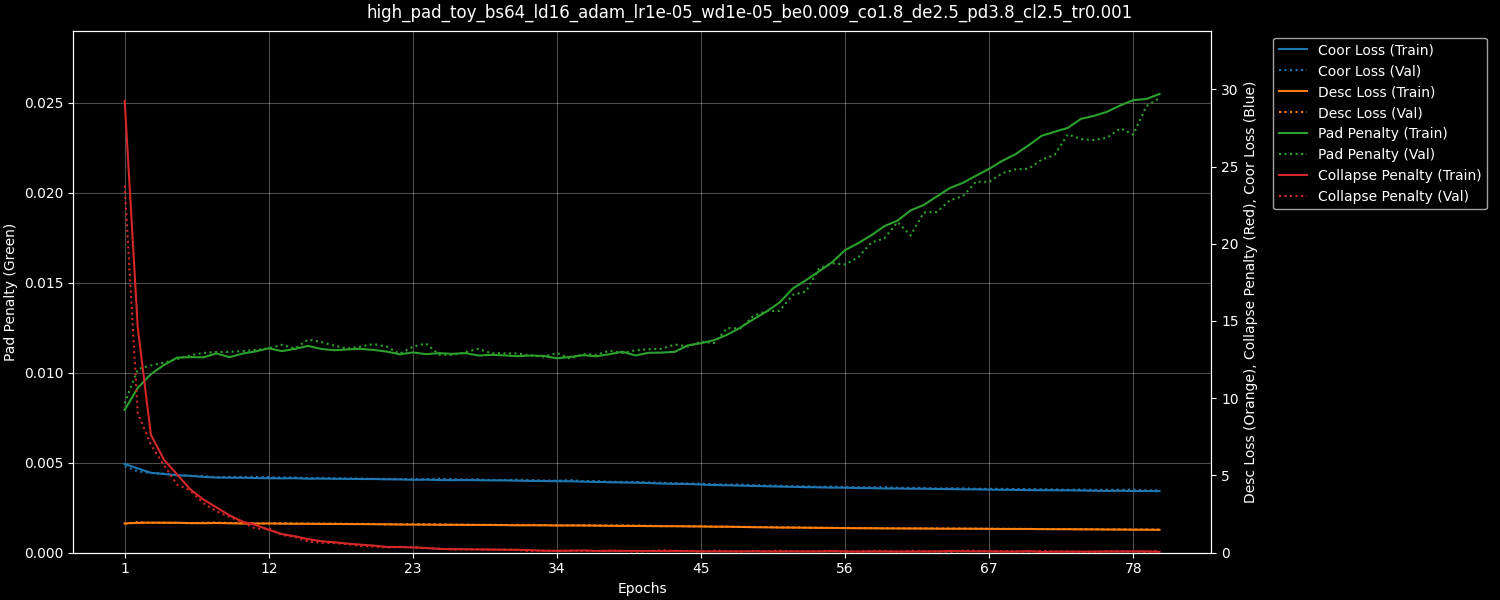 high_pad_toy_bs64_ld16_adam_lr1e-05_wd1e-05_be0.009_co1.8_de2.5_pd3.8_cl2.5_tr0.001
Pad Penalty (Green)
0.025
0.020
0.015
0.010
0.005
0.000
1
12
23
34
45
56
67
78
Epochs
30
25
20
15
10
5
0
Desc Loss (Orange), Collapse Penalty (Red), Coor Loss (Blue)
Coor Loss (Train)
Coor Loss (Val)
Desc Loss (Train)
Desc Loss (Val)
Pad Penalty (Train)
Pad Penalty (Val)
Collapse Penalty (Train)
Collapse Penalty (Val)